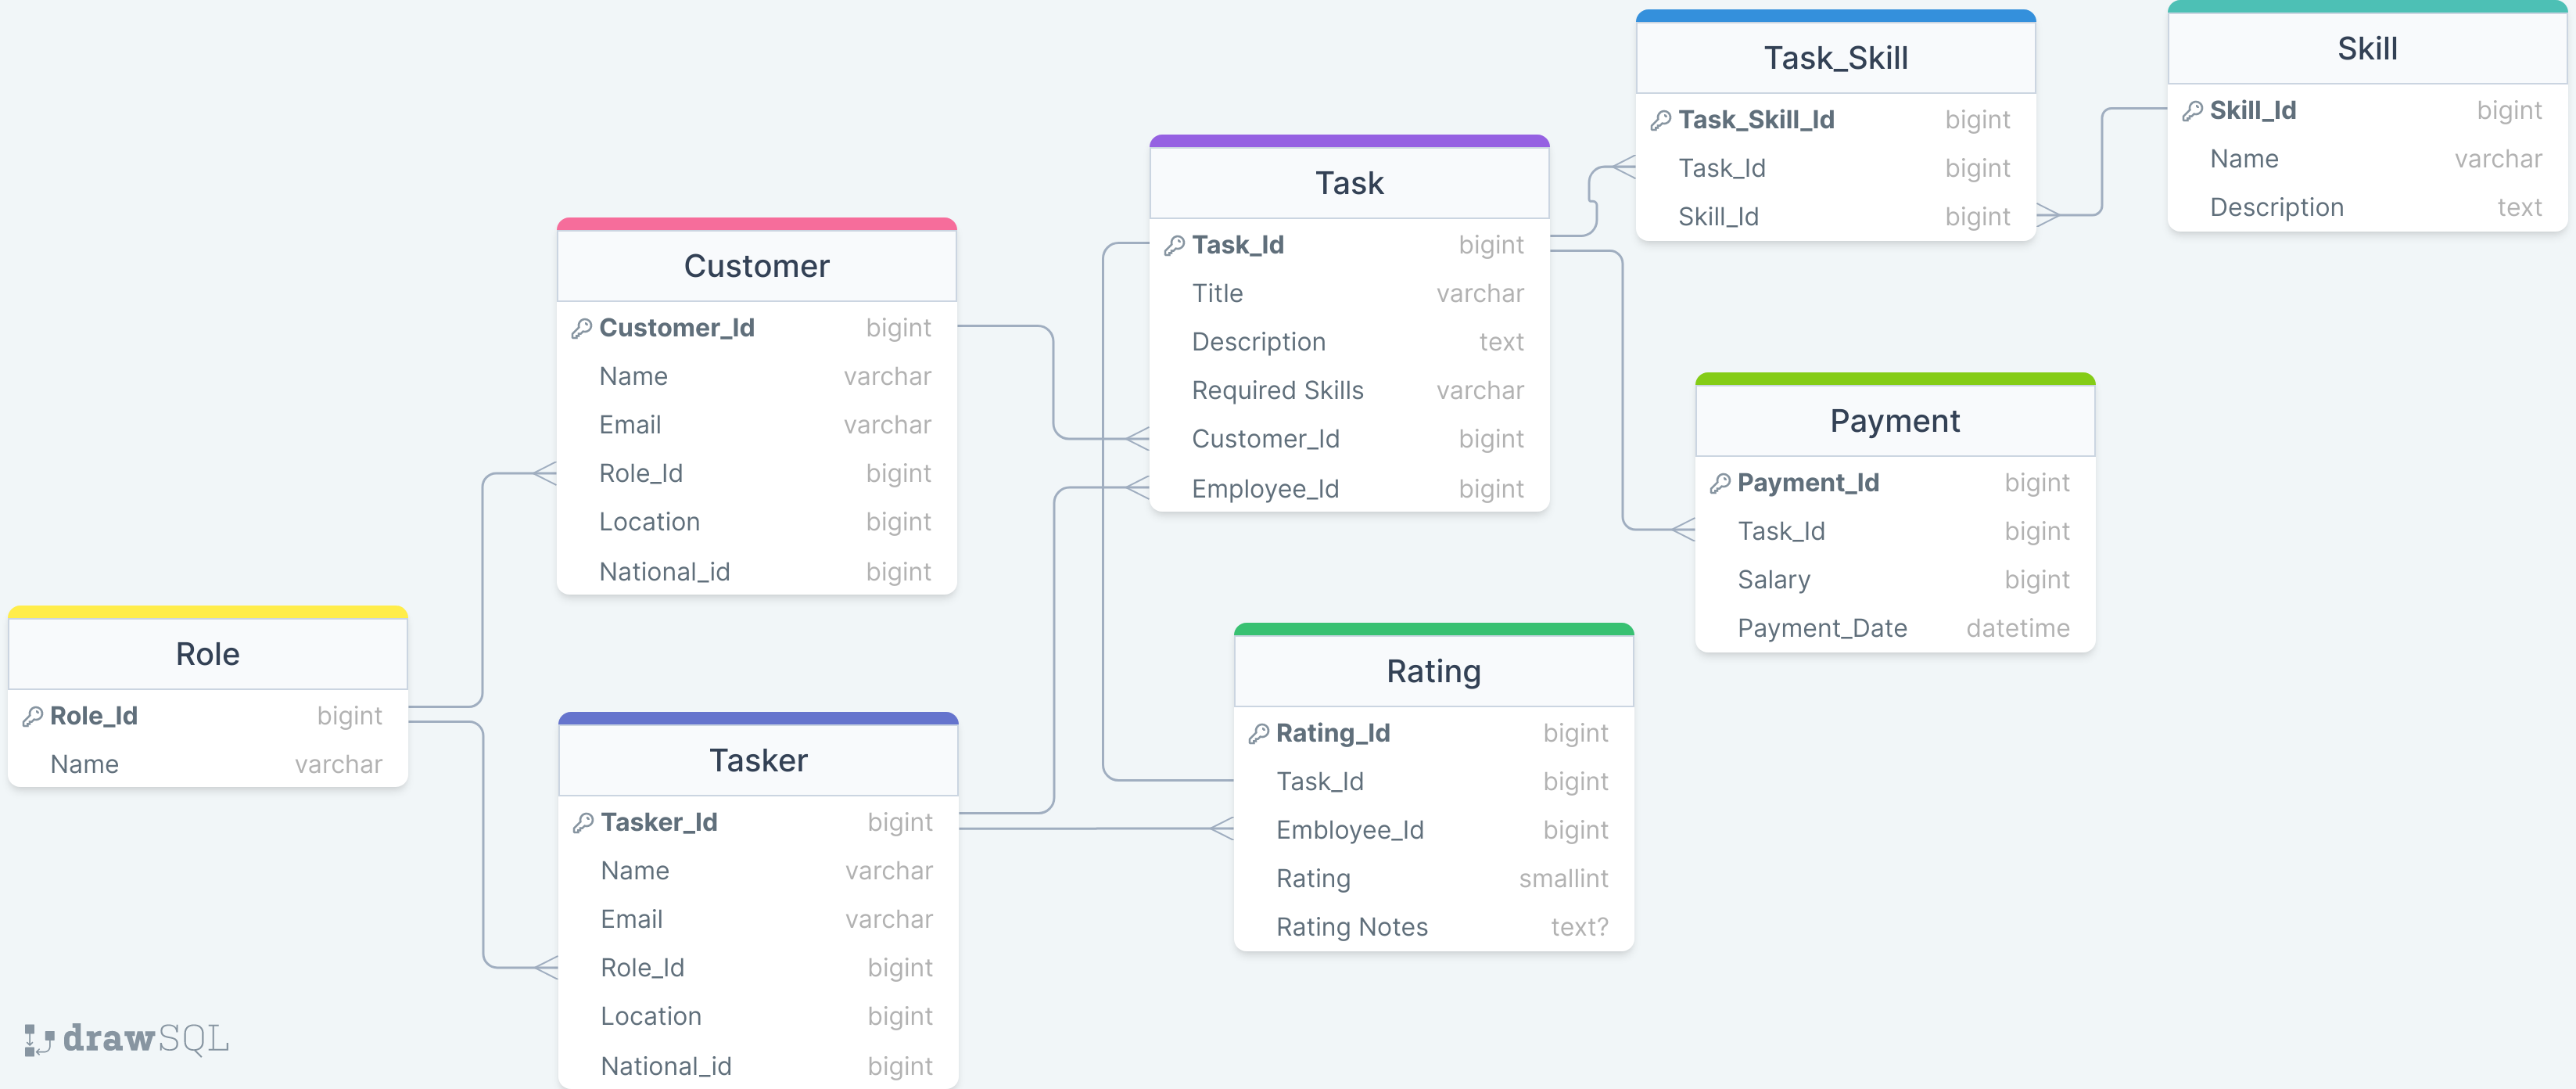 Role
Role_Id bigint
Name varchar
Customer
Customer_Id bigint
Name varchar
Email varchar
Role_Id bigint
Location bigint
National_id bigint
Tasker
Tasker_Id bigint
Name varchar
Email varchar
Role_Id bigint
Location bigint
National_id bigint
Task
Task_Id bigint
Title varchar
Description text
Required Skills varchar
Customer_Id bigint
Employee_Id bigint
Rating
Rating_Id bigint
Task_Id bigint
Embloyee_Id bigint
Rating smallint
Rating Notes text?
Task_Skill
Task_Skill_Id bigint
Task_Id bigint
Skill_Id bigint
Payment
Payment_Id bigint
Task_Id bigint
Salary bigint
Payment_Date datetime
Skill
Skill_Id bigint
Name varchar
Description text
drawSQL